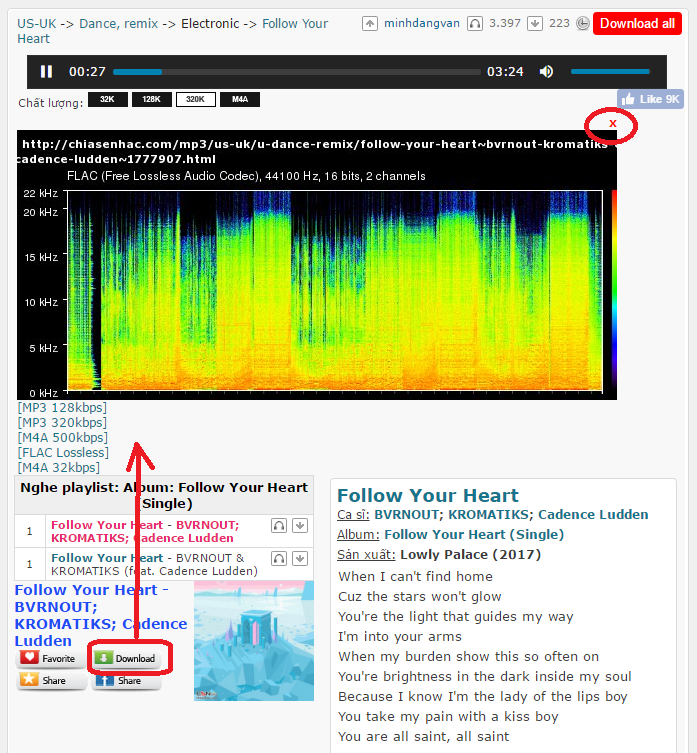 US-UK -> Dance, remix -> Electronic -> Follow Your Heart
minhdangvan 3.397 223 Download all
00:27 03:24
Chất lượng: 32K 128K 320K M4A
Like 9K
x
http://chiasenhac.com/mp3/us-uk/u-dance-remix/follow-your-heart~bvrnout-kromatiks-
cadence-ludden~1777907.html
FLAC (Free Lossless Audio Codec), 44100 Hz, 16 bits, 2 channels
22 kHz
20 kHz
15 kHz
10 kHz
5 kHz
0 kHz
[MP3 128kbps]
[MP3 320kbps]
[M4A 500kbps]
[FLAC Lossless]
[M4A 32kbps]
Nghe playlist: Album: Follow Your Heart
(Single)
1 Follow Your Heart - BVRNOUT;
KROMATIKS; Cadence Ludden
1 Follow Your Heart - BVRNOUT &
KROMATIKS (feat. Cadence Ludden)
Follow Your Heart -
BVRNOUT;
KROMATIKS; Cadence
Ludden
Favorite Download
Share Share
Follow Your Heart
Ca sĩ: BVRNOUT; KROMATIKS; Cadence Ludden
Album: Follow Your Heart (Single)
Sản xuất: Lowly Palace (2017)
When I can't find home
Cuz the stars won't glow
You're the light that guides my way
I'm into your arms
When my burden show this so often on
You're brightness in the dark inside my soul
Because I know I'm the lady of the lips boy
You take my pain with a kiss boy
You are all saint, all saint